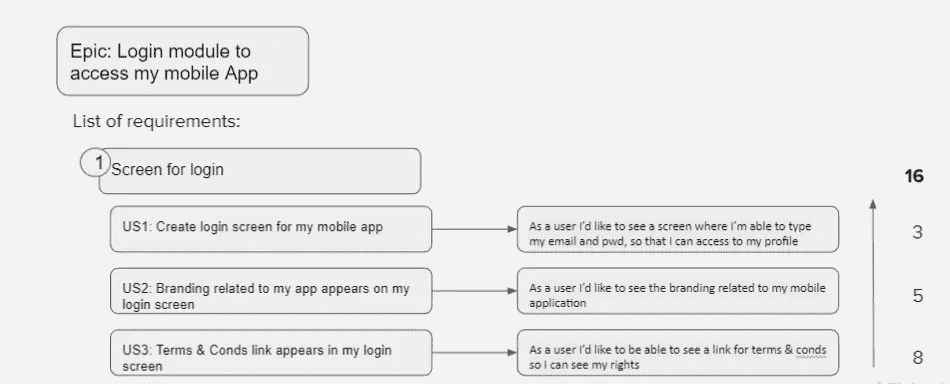 Epic: Login module to
access my mobile App
List of requirements:
1
Screen for login
16
US1: Create login screen for my mobile app
As a user I'd like to see a screen where I'm able to type
my email and pwd, so that I can access to my profile
3
US2: Branding related to my app appears on my
login screen
As a user I'd like to see the branding related to my mobile
application
5
US3: Terms & Conds link appears in my login
screen
As a user I'd like to be able to see a link for terms & conds
so I can see my rights
8